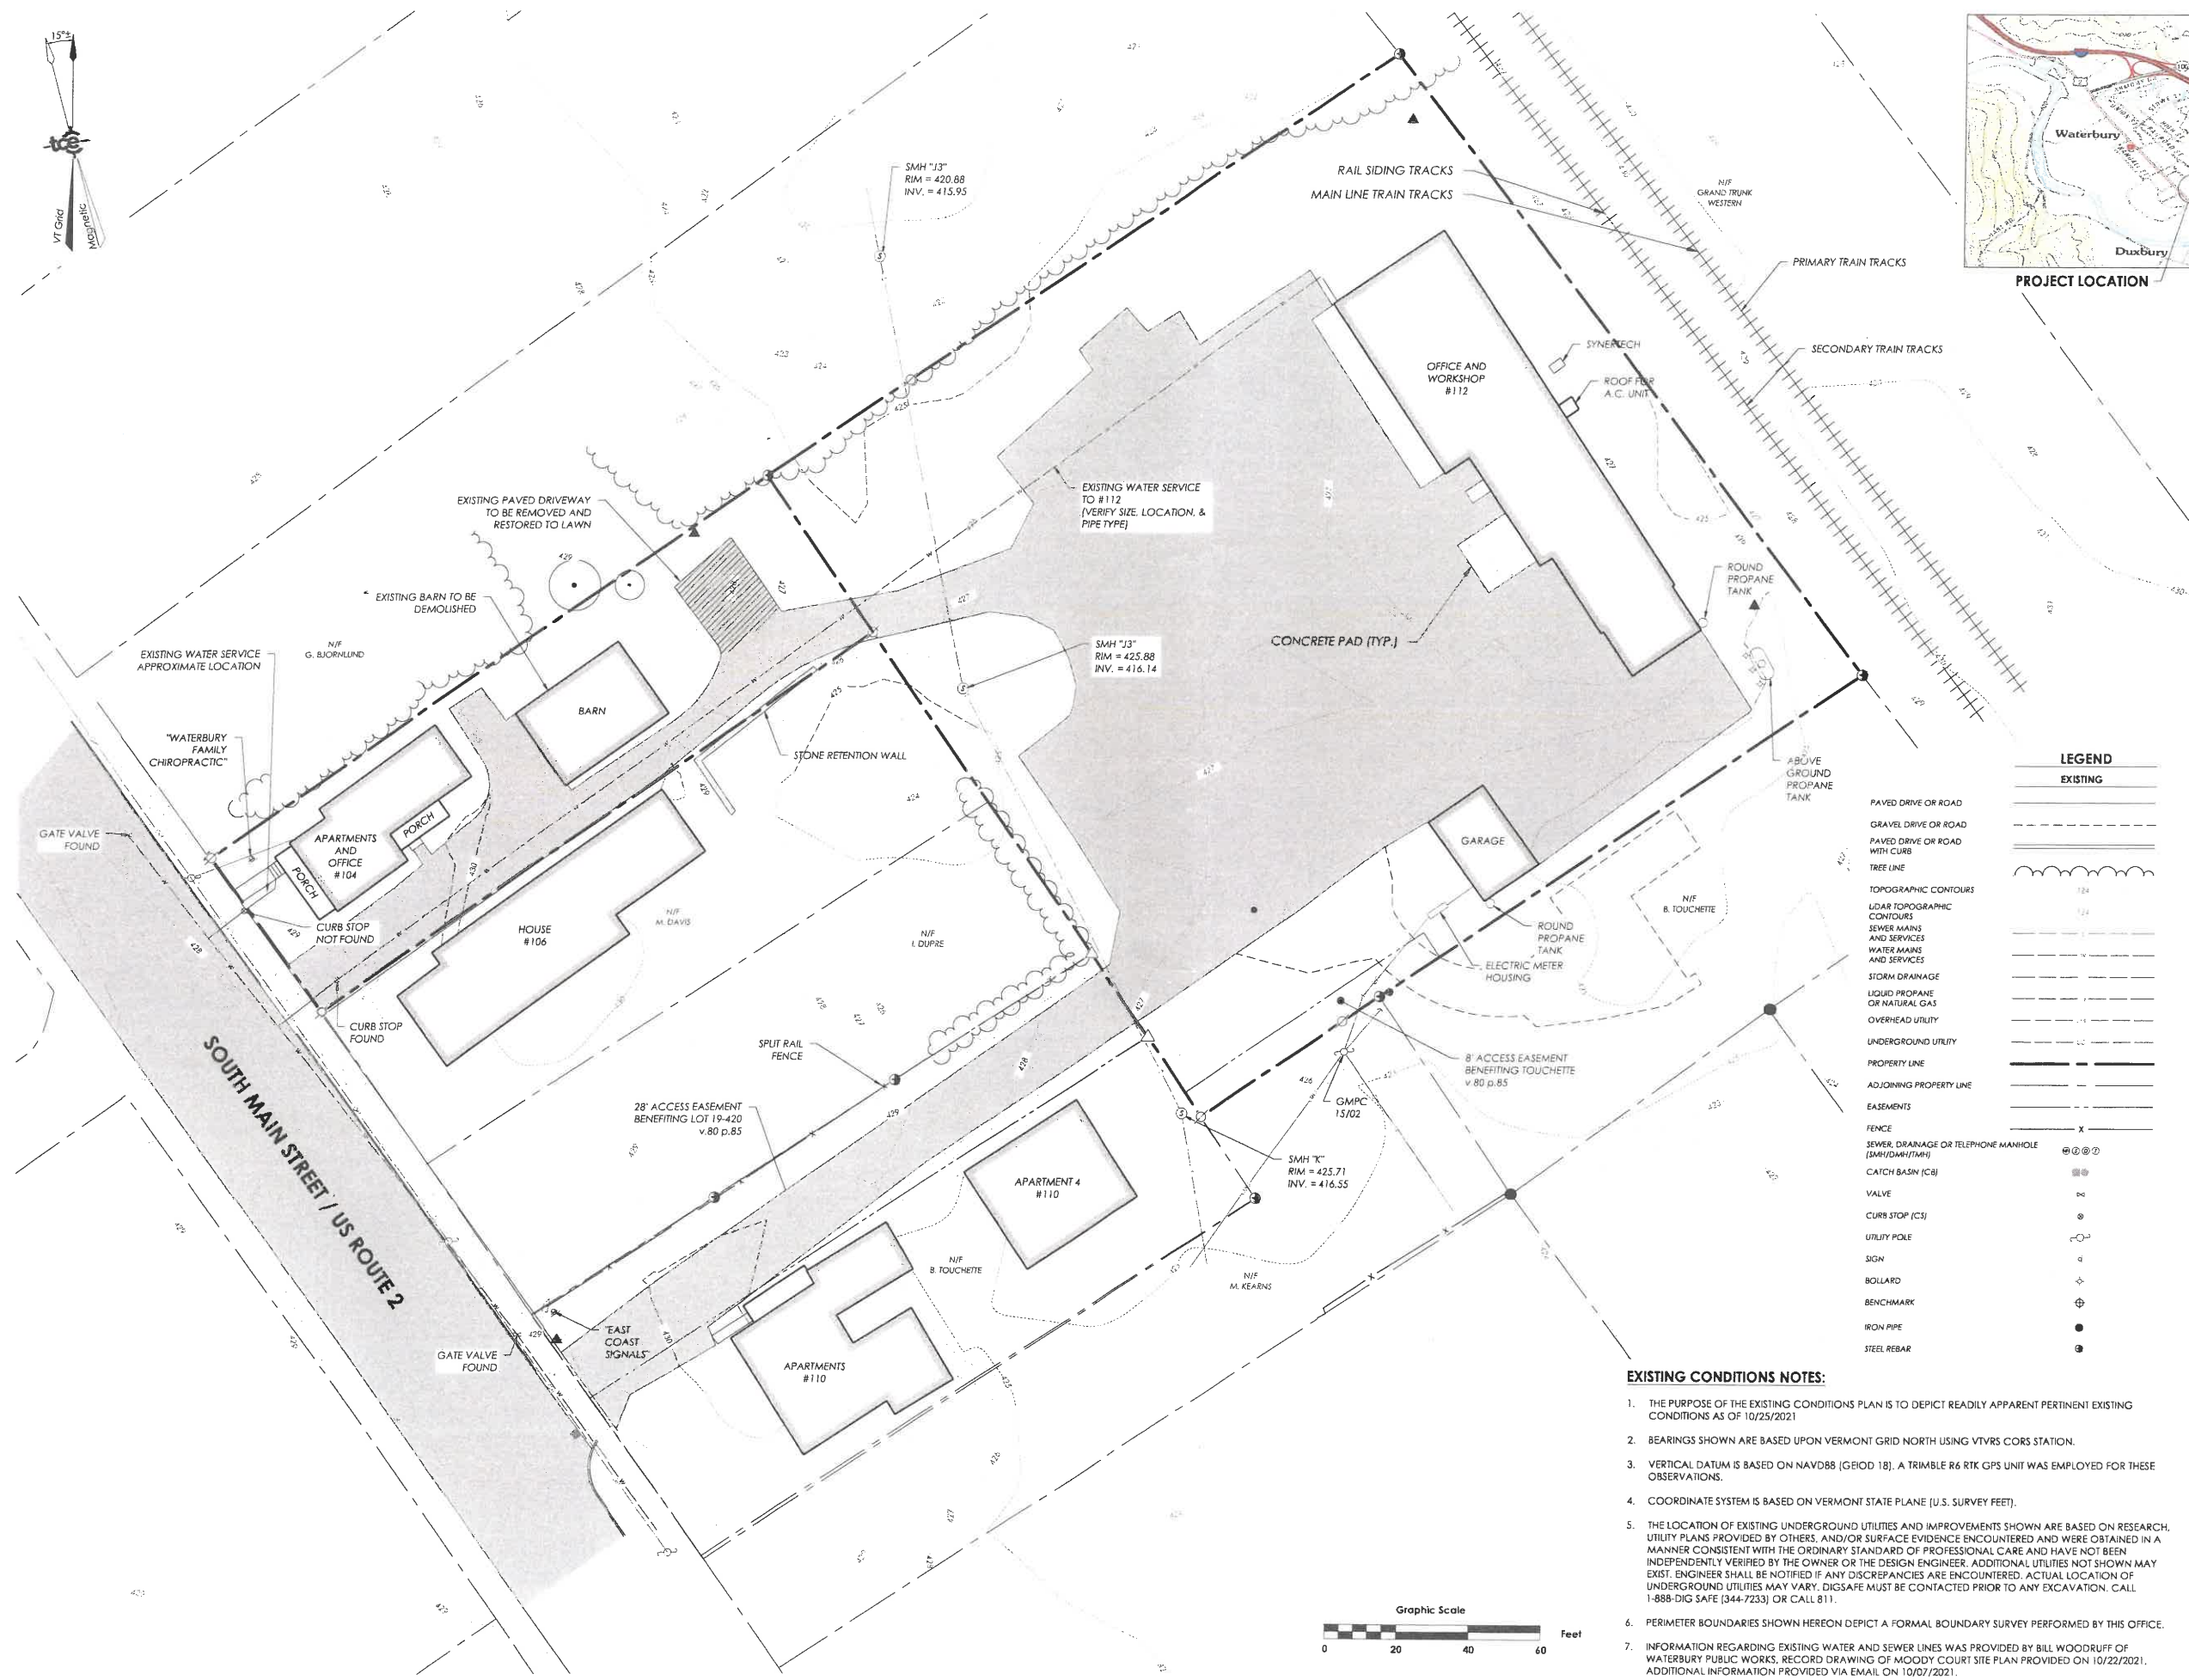 15°±
tce
VT Grid
Magnetic
SMH "J3"
RIM = 420.88
INV. = 415.95
RAIL SIDING TRACKS
MAIN LINE TRAIN TRACKS
N/F
GRAND TRUNK
WESTERN
PRIMARY TRAIN TRACKS
SECONDARY TRAIN TRACKS
Waterbury
Duxbury
PROJECT LOCATION
SYNERTECH
ROOF FOR
A.C. UNIT
OFFICE AND
WORKSHOP
#112
EXISTING PAVED DRIVEWAY
TO BE REMOVED AND
RESTORED TO LAWN
EXISTING WATER SERVICE
TO #112
(VERIFY SIZE, LOCATION, &
PIPE TYPE)
EXISTING BARN TO BE
DEMOLISHED
N/F
G. BJORNLUND
EXISTING WATER SERVICE
APPROXIMATE LOCATION
ROUND
PROPANE
TANK
CONCRETE PAD (TYP.)
SMH "J3"
RIM = 425.88
INV. = 416.14
BARN
"WATERBURY
FAMILY
CHIROPRACTIC"
STONE RETENTION WALL
ABOVE
GROUND
PROPANE
TANK
GATE VALVE
FOUND
APARTMENTS
AND
OFFICE
#104
PORCH
PORCH
GARAGE
CURB STOP
NOT FOUND
HOUSE
#106
N/F
M. DAVIS
N/F
I. DUPRE
N/F
B. TOUCHETTE
ROUND
PROPANE
TANK
ELECTRIC METER
HOUSING
CURB STOP
FOUND
SPLIT RAIL
FENCE
8' ACCESS EASEMENT
BENEFITING TOUCHETTE
v.80 p.85
28' ACCESS EASEMENT
BENEFITING LOT 19-420
v.80 p.85
GMPC
15/02
SMH "K"
RIM = 425.71
INV. = 416.55
APARTMENT 4
#110
N/F
B. TOUCHETTE
N/F
M. KEARNS
SOUTH MAIN STREET / US ROUTE 2
"EAST
COAST
SIGNALS"
GATE VALVE
FOUND
APARTMENTS
#110
LEGEND
EXISTING
PAVED DRIVE OR ROAD
GRAVEL DRIVE OR ROAD
PAVED DRIVE OR ROAD
WITH CURB
TREE LINE
TOPOGRAPHIC CONTOURS
LIDAR TOPOGRAPHIC
CONTOURS
SEWER MAINS
AND SERVICES
WATER MAINS
AND SERVICES
STORM DRAINAGE
LIQUID PROPANE
OR NATURAL GAS
OVERHEAD UTILITY
UNDERGROUND UTILITY
PROPERTY LINE
ADJOINING PROPERTY LINE
EASEMENTS
FENCE
SEWER, DRAINAGE OR TELEPHONE MANHOLE
(SMH/DMH/TMH)
CATCH BASIN (CB)
VALVE
CURB STOP (CS)
UTILITY POLE
SIGN
BOLLARD
BENCHMARK
IRON PIPE
STEEL REBAR
EXISTING CONDITIONS NOTES:
1. THE PURPOSE OF THE EXISTING CONDITIONS PLAN IS TO DEPICT READILY APPARENT PERTINENT EXISTING
CONDITIONS AS OF 10/25/2021
2. BEARINGS SHOWN ARE BASED UPON VERMONT GRID NORTH USING VTVRS CORS STATION.
3. VERTICAL DATUM IS BASED ON NAVD88 (GEIOD 18). A TRIMBLE R6 RTK GPS UNIT WAS EMPLOYED FOR THESE
OBSERVATIONS.
4. COORDINATE SYSTEM IS BASED ON VERMONT STATE PLANE (U.S. SURVEY FEET).
5. THE LOCATION OF EXISTING UNDERGROUND UTILITIES AND IMPROVEMENTS SHOWN ARE BASED ON RESEARCH,
UTILITY PLANS PROVIDED BY OTHERS, AND/OR SURFACE EVIDENCE ENCOUNTERED AND WERE OBTAINED IN A
MANNER CONSISTENT WITH THE ORDINARY STANDARD OF PROFESSIONAL CARE AND HAVE NOT BEEN
INDEPENDENTLY VERIFIED BY THE OWNER OR THE DESIGN ENGINEER. ADDITIONAL UTILITIES NOT SHOWN MAY
EXIST. ENGINEER SHALL BE NOTIFIED IF ANY DISCREPANCIES ARE ENCOUNTERED. ACTUAL LOCATION OF
UNDERGROUND UTILITIES MAY VARY. DIGSAFE MUST BE CONTACTED PRIOR TO ANY EXCAVATION. CALL
1-888-DIG SAFE (344-7233) OR CALL 811.
6. PERIMETER BOUNDARIES SHOWN HEREON DEPICT A FORMAL BOUNDARY SURVEY PERFORMED BY THIS OFFICE.
7. INFORMATION REGARDING EXISTING WATER AND SEWER LINES WAS PROVIDED BY BILL WOODRUFF OF
WATERBURY PUBLIC WORKS, RECORD DRAWING OF MOODY COURT SITE PLAN PROVIDED ON 10/22/2021.
ADDITIONAL INFORMATION PROVIDED VIA EMAIL ON 10/07/2021.
Graphic Scale
0 20 40 60
Feet